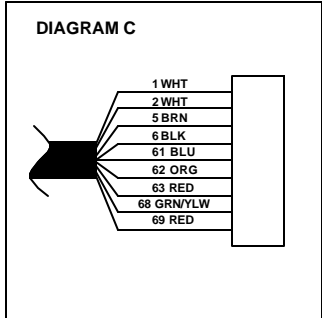 DIAGRAM C
1 WHT
2 WHT
5 BRN
6 BLK
61 BLU
62 ORG
63 RED
68 GRN/YLW
69 RED